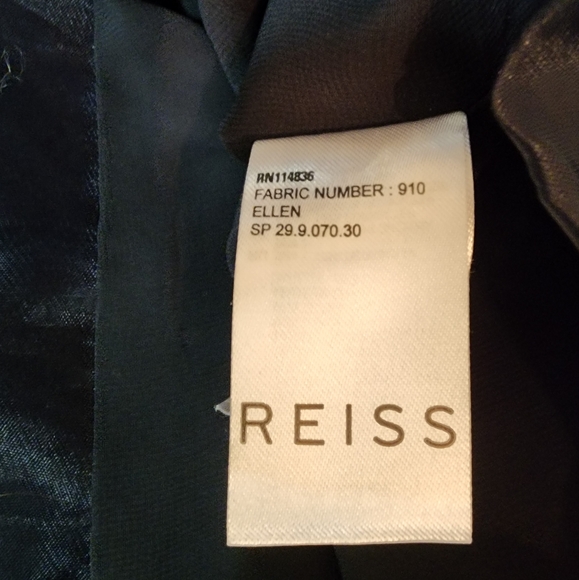 RN114836
FABRIC NUMBER : 910
ELLEN
SP 29.9.070.30
REISS